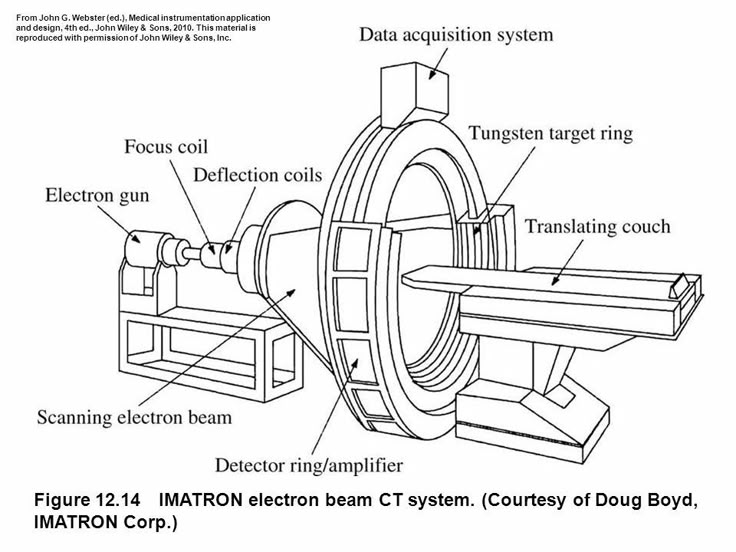 From John G. Webster (ed.), Medical instrumentation application
and design, 4th ed., John Wiley & Sons, 2010. This material is
reproduced with permission of John Wiley & Sons, Inc.
Data acquisition system
Tungsten target ring
Focus coil
Deflection coils
Electron gun
Translating couch
Scanning electron beam
Detector ring/amplifier
Figure 12.14 IMATRON electron beam CT system. (Courtesy of Doug Boyd,
IMATRON Corp.)